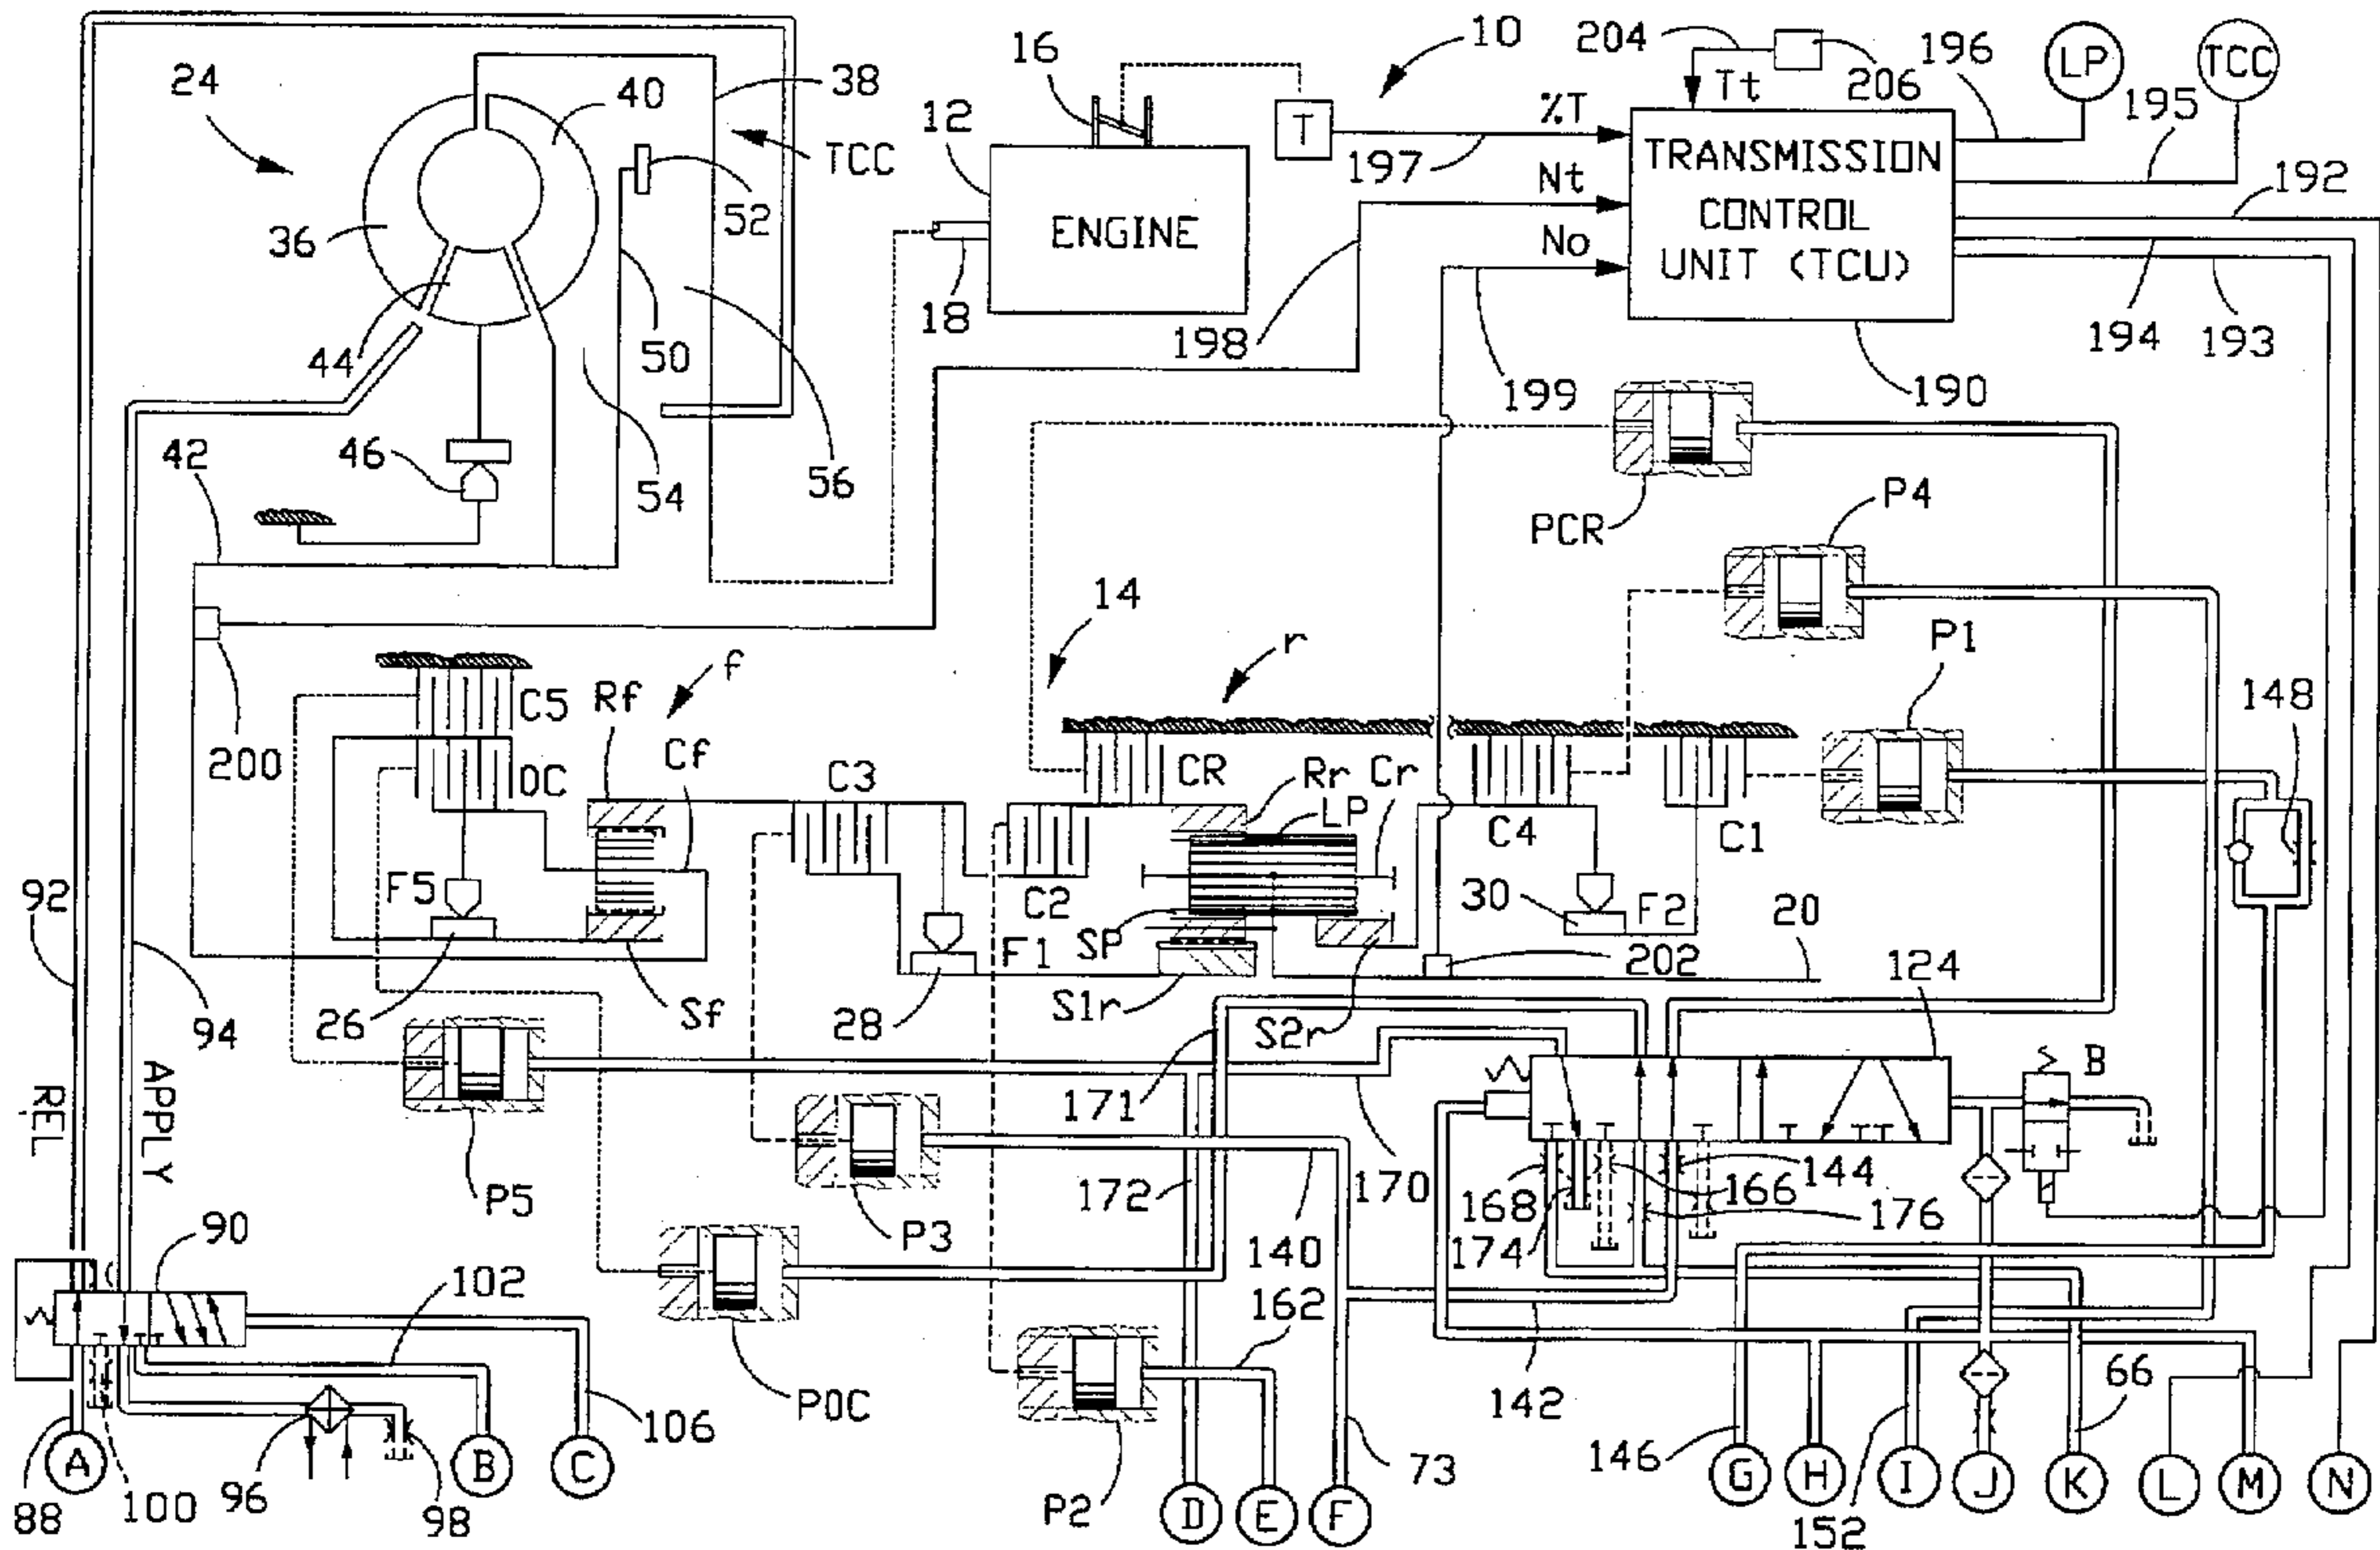 24
40
38
TCC
36
44
52
50
54
56
46
42
16
10
12
T
ENGINE
18
%T
197
Nt
198
No
199
204
Tt
206
196
LP
TCC
195
192
TRANSMISSION
CONTROL
UNIT (TCU)
194
193
190
PCR
P4
P1
148
14
r
f
Rf
C5
200
OC
Cf
C3
CR
Rr
LP
Cr
C4
C1
F5
C2
F1
SP
30
F2
20
92
26
Sf
28
S1r
S2r
202
124
94
REL
APPLY
171
B
P5
P3
172
170
168
174
166
144
176
140
90
102
162
POC
142
66
106
96
98
100
88
P2
73
146
152
A
B
C
D
E
F
G
H
I
J
K
L
M
N